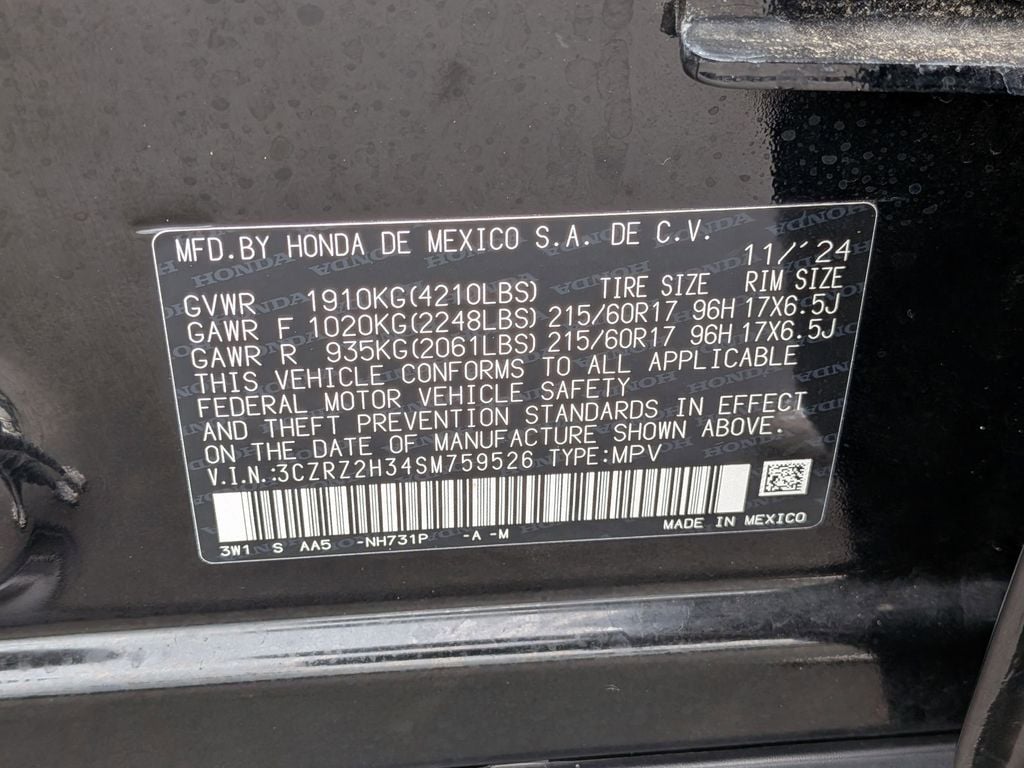 MFD.BY HONDA DE MEXICO S.A. DE C.V. 11/'24
GVWR 1910KG(4210LBS) TIRE SIZE RIM SIZE
GAWR F 1020KG(2248LBS) 215/60R17 96H 17X6.5J
GAWR R 935KG(2061LBS) 215/60R17 96H 17X6.5J
THIS VEHICLE CONFORMS TO ALL APPLICABLE
FEDERAL MOTOR VEHICLE SAFETY
AND THEFT PREVENTION STANDARDS IN EFFECT
ON THE DATE OF MANUFACTURE SHOWN ABOVE.
V.I.N.:3CZRZ2H34SM759526 TYPE:MPV
MADE IN MEXICO
3W1 S AA5 -NH731P -A -M